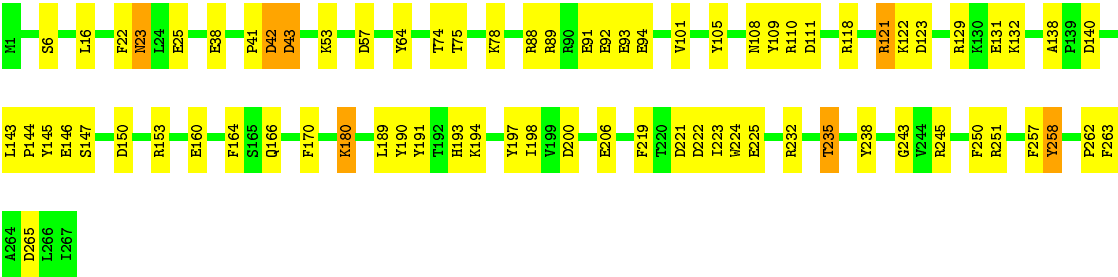 M1 S6 L16 F22 N23 L24 E25 E38 P41 D42 D43 K53 D57 Y64 T74 T75 K78 R88 R89 R90 E91 E92 E93 E94 V101 Y105 N108 Y109 R110 D111 R118 R121 K122 D123 R129 K130 E131 K132 A138 P139 D140
L143 P144 Y145 E146 S147 D150 R153 E160 F164 S165 Q166 F170 K180 L189 Y190 Y191 T192 H193 K194 Y197 I198 V199 D200 E206 F219 T220 D221 D222 I223 W224 E225 R232 T235 Y238 G243 V244 R245 F250 R251 F257 Y258 P262 F263
A264 D265 L266 I267